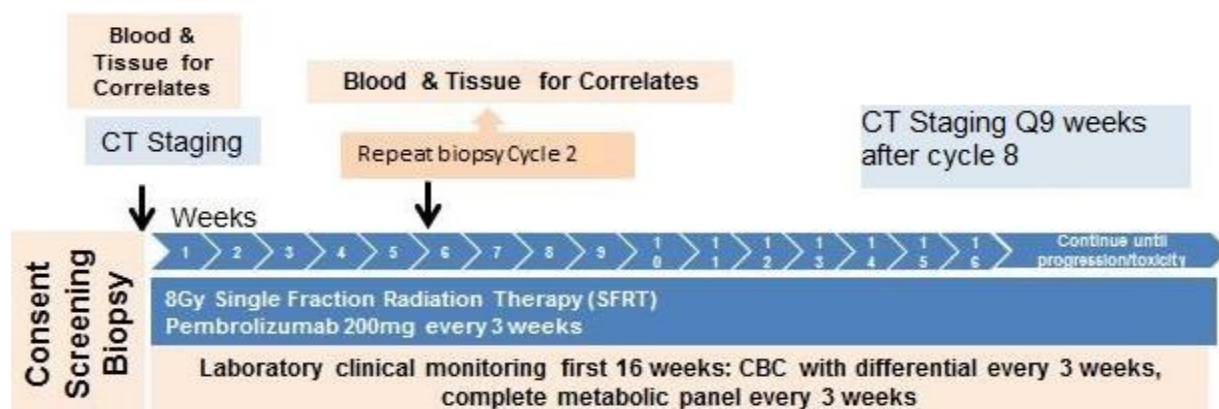 Blood &
Tissue for
Correlates
CT Staging
Blood & Tissue for Correlates
Repeat biopsy Cycle 2
CT Staging Q9 weeks
after cycle 8
Weeks
1 2 3 4 5 6 7 8 9 10 11 12 13 14 15 16 Continue until
progression/toxicity
Consent
Screening
Biopsy
8Gy Single Fraction Radiation Therapy (SFRT)
Pembrolizumab 200mg every 3 weeks
Laboratory clinical monitoring first 16 weeks: CBC with differential every 3 weeks,
complete metabolic panel every 3 weeks